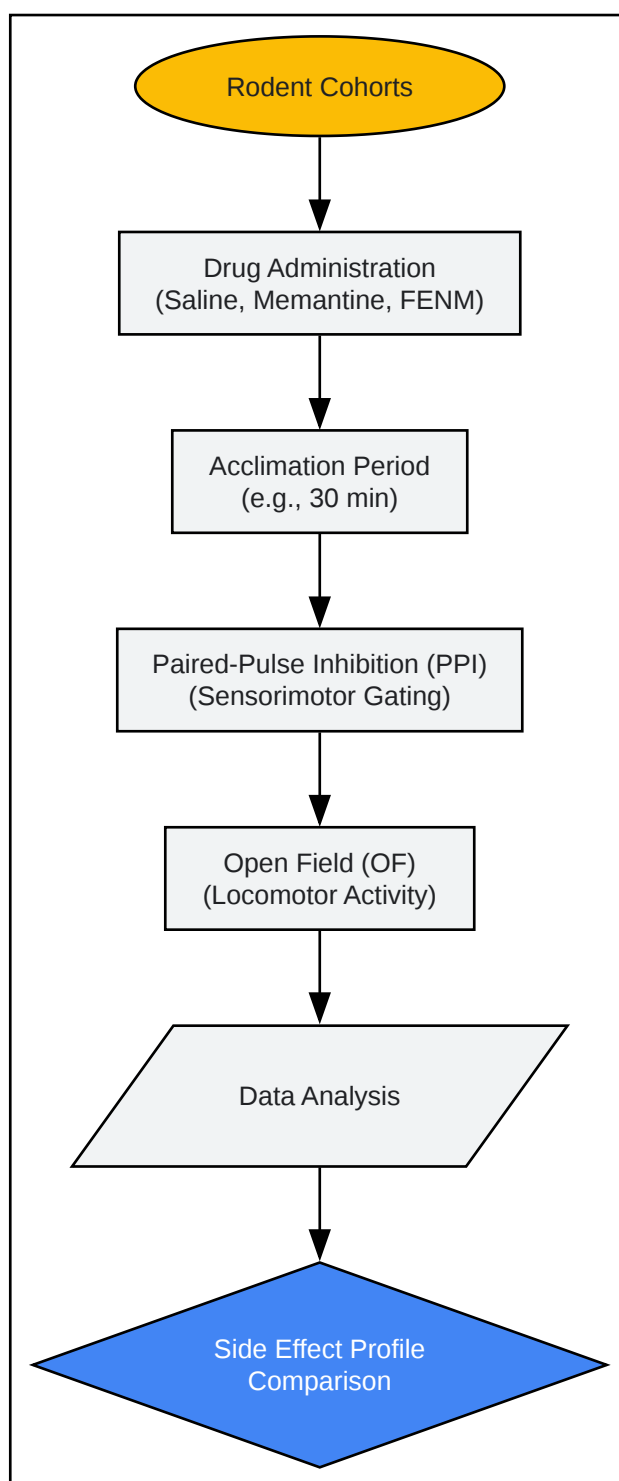 Rodent Cohorts
Drug Administration
(Saline, Memantine, FENM)
Acclimation Period
(e.g., 30 min)
Paired-Pulse Inhibition (PPI)
(Sensorimotor Gating)
Open Field (OF)
(Locomotor Activity)
Data Analysis
Side Effect Profile
Comparison